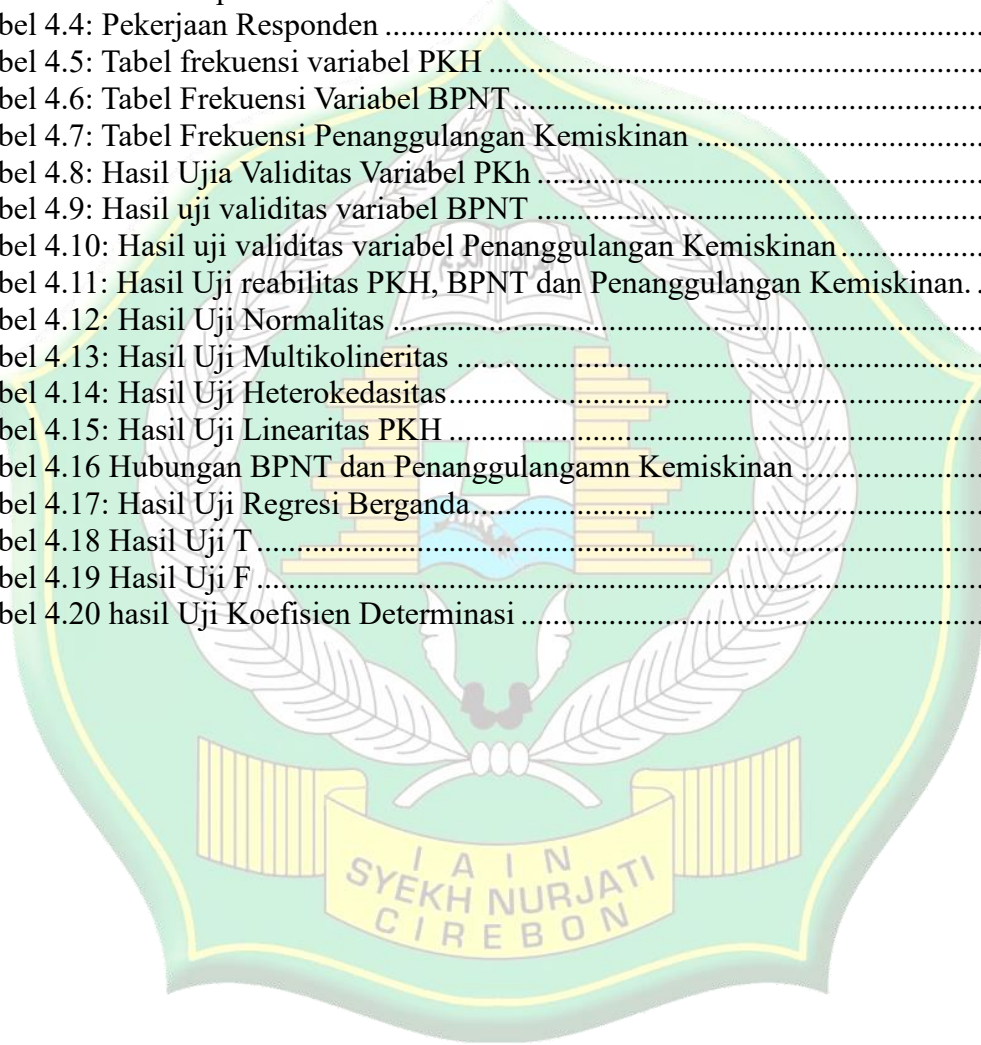 bel 4.4: Pekerjaan Responden ..........................................................................................
bel 4.5: Tabel frekuensi variabel PKH ..........................................................................
bel 4.6: Tabel Frekuensi Variabel BPNT.......................................................................
bel 4.7: Tabel Frekuensi Penanggulangan Kemiskinan ...........................................
bel 4.8: Hasil Ujia Validitas Variabel PKh ..................................................................
bel 4.9: Hasil uji validitas variabel BPNT ..................................................................
bel 4.10: Hasil uji validitas variabel Penanggulangan Kemiskinan.....................
bel 4.11: Hasil Uji reabilitas PKH, BPNT dan Penanggulangan Kemiskinan. .
bel 4.12: Hasil Uji Normalitas ........................................................................................
bel 4.13: Hasil Uji Multikolineritas ..............................................................................
bel 4.14: Hasil Uji Heterokedasitas................................................................................
bel 4.15: Hasil Uji Linearitas PKH ................................................................................
bel 4.16 Hubungan BPNT dan Penanggulangamn Kemiskinan ..........................
bel 4.17: Hasil Uji Regresi Berganda............................................................................
bel 4.18 Hasil Uji T............................................................................................................
bel 4.19 Hasil Uji F............................................................................................................
bel 4.20 hasil Uji Koefisien Determinasi .....................................................................
IAIN
SYEKH NURJATI
CIREBON